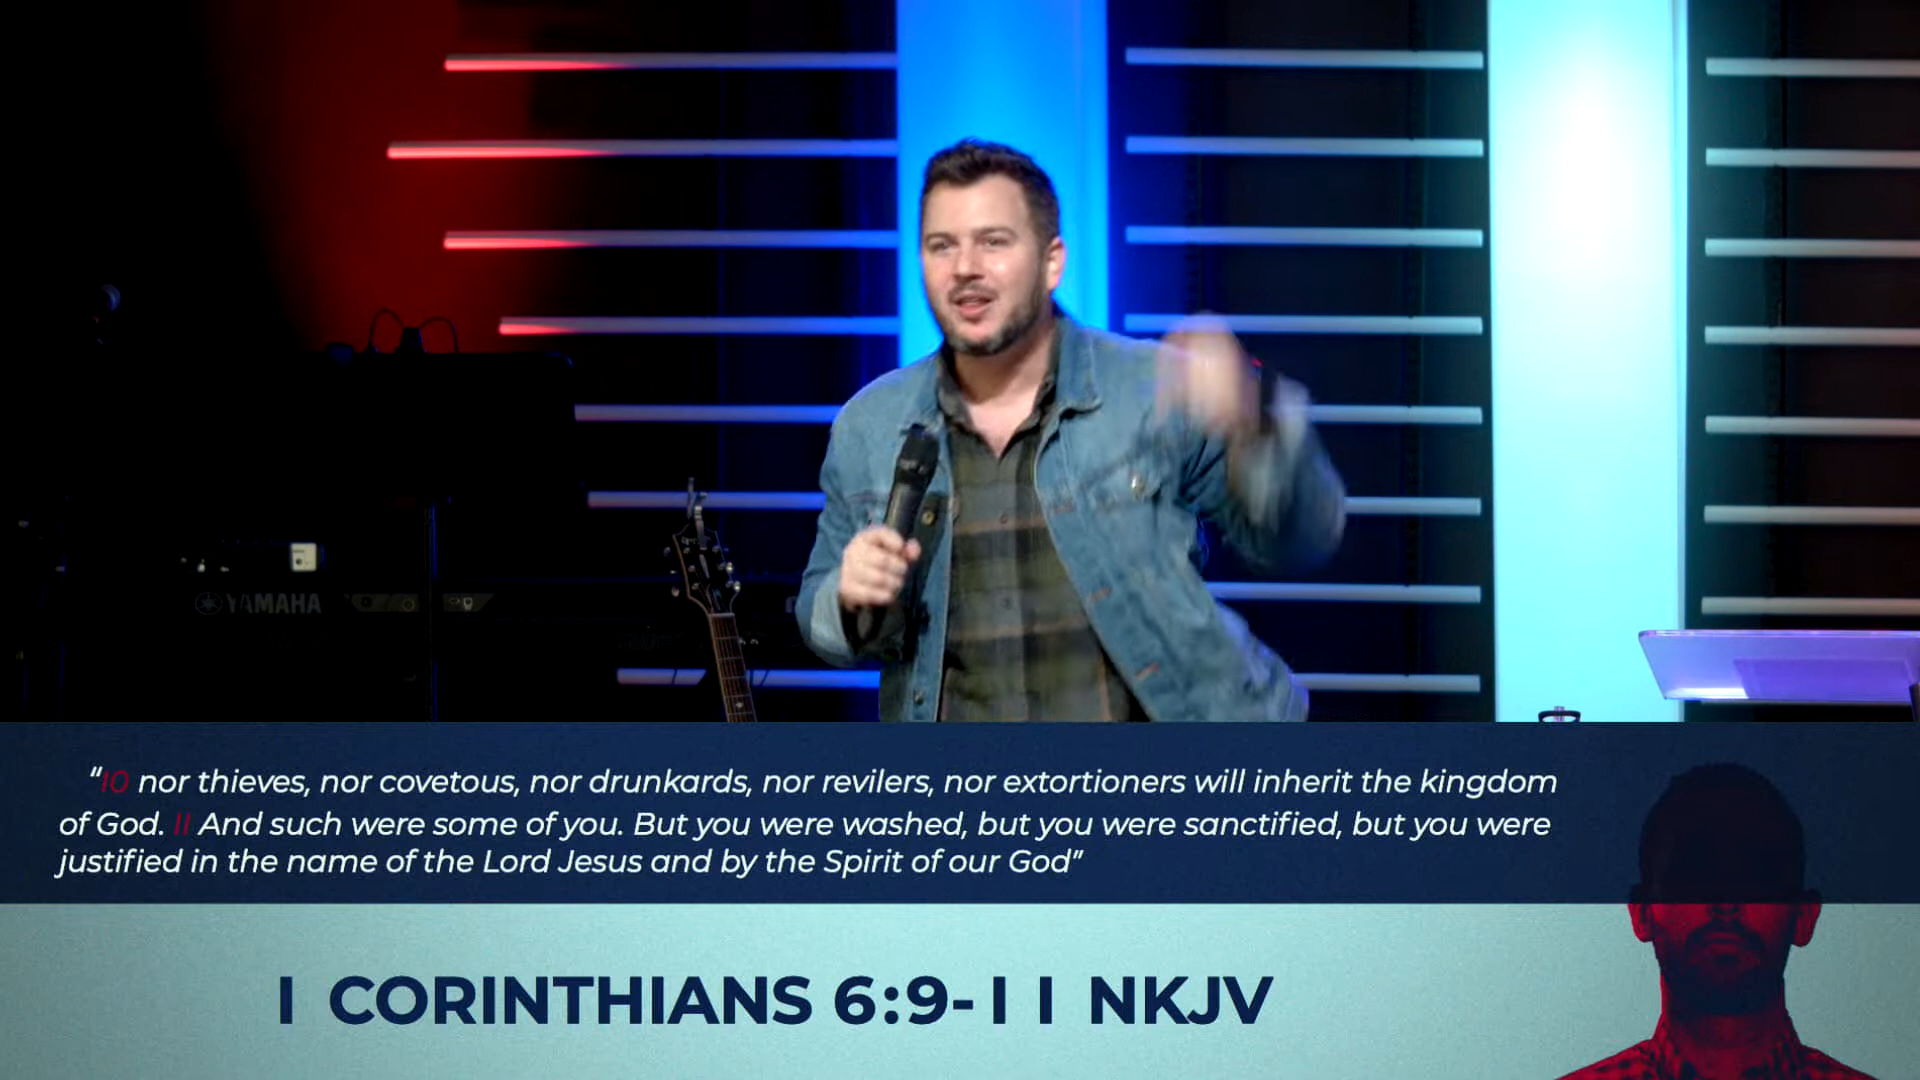 YAMAHA
“10 nor thieves, nor covetous, nor drunkards, nor revilers, nor extortioners will inherit the kingdom
of God. 11 And such were some of you. But you were washed, but you were sanctified, but you were
justified in the name of the Lord Jesus and by the Spirit of our God”
I CORINTHIANS 6:9-11 NKJV